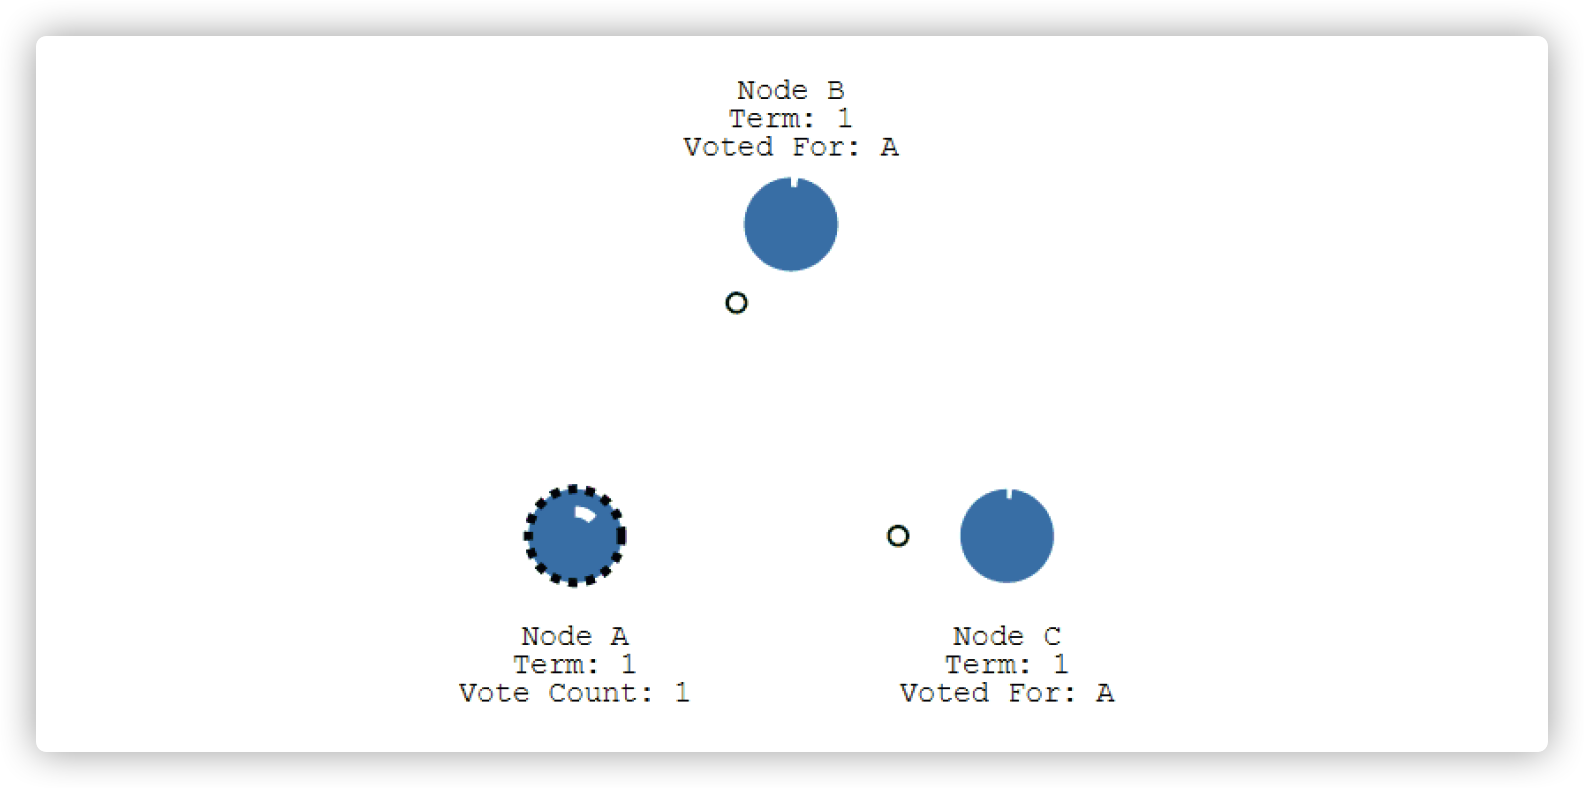 Node B
Term: 1
Voted For: A
Node A
Term: 1
Vote Count: 1
Node C
Term: 1
Voted For: A